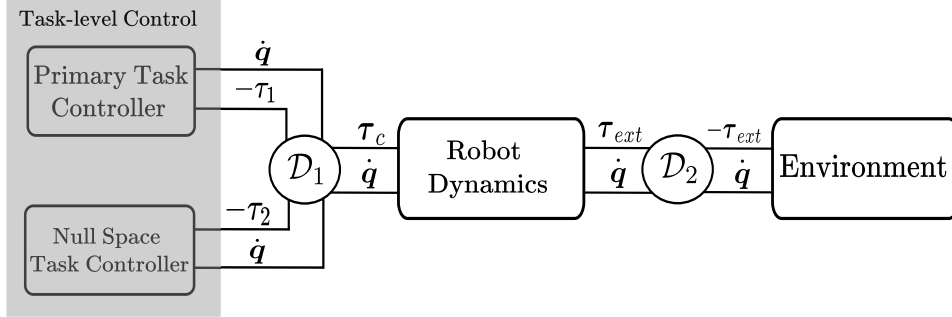 Task-level Control
Primary Task
Controller
q̇
-τ₁
𝒟₁
τ_c
q̇
Robot
Dynamics
τ_ext
q̇
𝒟₂
-τ_ext
q̇
Environment
-τ₂
q̇
Null Space
Task Controller